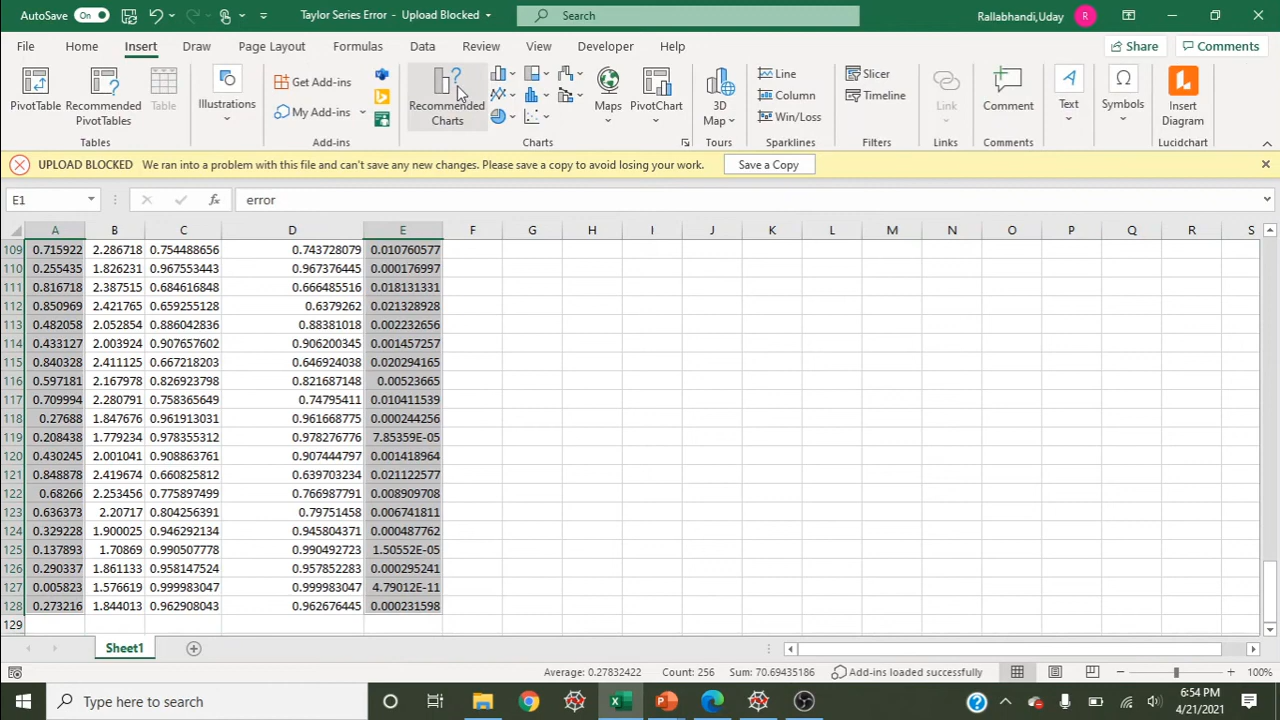 AutoSave On Taylor Series Error - Upload Blocked Search Rallabhandi,Uday R
File Home Insert Draw Page Layout Formulas Data Review View Developer Help Share Comments
PivotTable Recommended PivotTables Table Illustrations Get Add-ins My Add-ins Recommended Charts Maps PivotChart 3D Map Line Column Win/Loss Slicer Timeline Link Comment Text Symbols Insert Diagram
Tables Add-ins Charts Tours Sparklines Filters Links Comments Lucidchart
UPLOAD BLOCKED We ran into a problem with this file and can't save any new changes. Please save a copy to avoid losing your work. Save a Copy
E1 fx error
A B C D E F G H I J K L M N O P Q R S
109 0.715922 2.286718 0.754488656 0.743728079 0.010760577
110 0.255435 1.826231 0.967553443 0.967376445 0.000176997
111 0.816718 2.387515 0.684616848 0.666485516 0.018131331
112 0.850969 2.421765 0.659255128 0.6379262 0.021328928
113 0.482058 2.052854 0.886042836 0.88381018 0.002232656
114 0.433127 2.003924 0.907657602 0.906200345 0.001457257
115 0.840328 2.411125 0.667218203 0.646924038 0.020294165
116 0.597181 2.167978 0.826923798 0.821687148 0.00523665
117 0.709994 2.280791 0.758365649 0.74795411 0.010411539
118 0.27688 1.847676 0.961913031 0.961668775 0.000244256
119 0.208438 1.779234 0.978355312 0.978276776 7.85359E-05
120 0.430245 2.001041 0.908863761 0.907444797 0.001418964
121 0.848878 2.419674 0.660825812 0.639703234 0.021122577
122 0.68266 2.253456 0.775897499 0.766987791 0.008909708
123 0.636373 2.20717 0.804256391 0.79751458 0.006741811
124 0.329228 1.900025 0.946292134 0.945804371 0.000487762
125 0.137893 1.70869 0.990507778 0.990492723 1.50552E-05
126 0.290337 1.861133 0.958147524 0.957852283 0.000295241
127 0.005823 1.576619 0.999983047 0.999983047 4.79012E-11
128 0.273216 1.844013 0.962908043 0.962676445 0.000231598
129
Sheet1
Average: 0.27832422 Count: 256 Sum: 70.69435186 Add-ins loaded successfully 100%
Type here to search 6:54 PM
4/21/2021